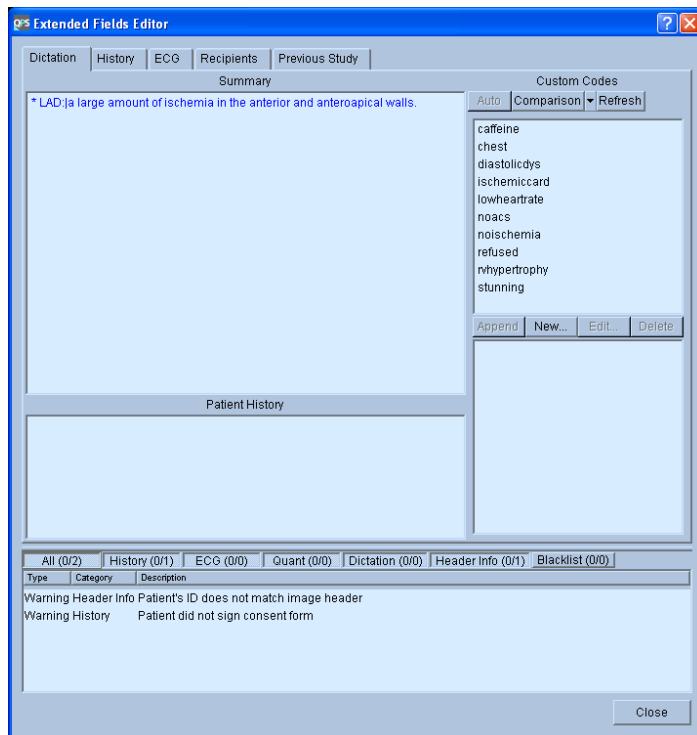 QPS Extended Fields Editor
Dictation History ECG Recipients Previous Study
Summary
* LAD:|a large amount of ischemia in the anterior and anteroapical walls.
Custom Codes
Auto Comparison Refresh
caffeine
chest
diastolicdys
ischemiccard
lowheartrate
noacs
noischemia
refused
rvhypertrophy
stunning
Append New... Edit... Delete
Patient History
All (0/2) History (0/1) ECG (0/0) Quant (0/0) Dictation (0/0) Header Info (0/1) Blacklist (0/0)
Type Category Description
Warning Header Info Patient's ID does not match image header
Warning History Patient did not sign consent form
Close